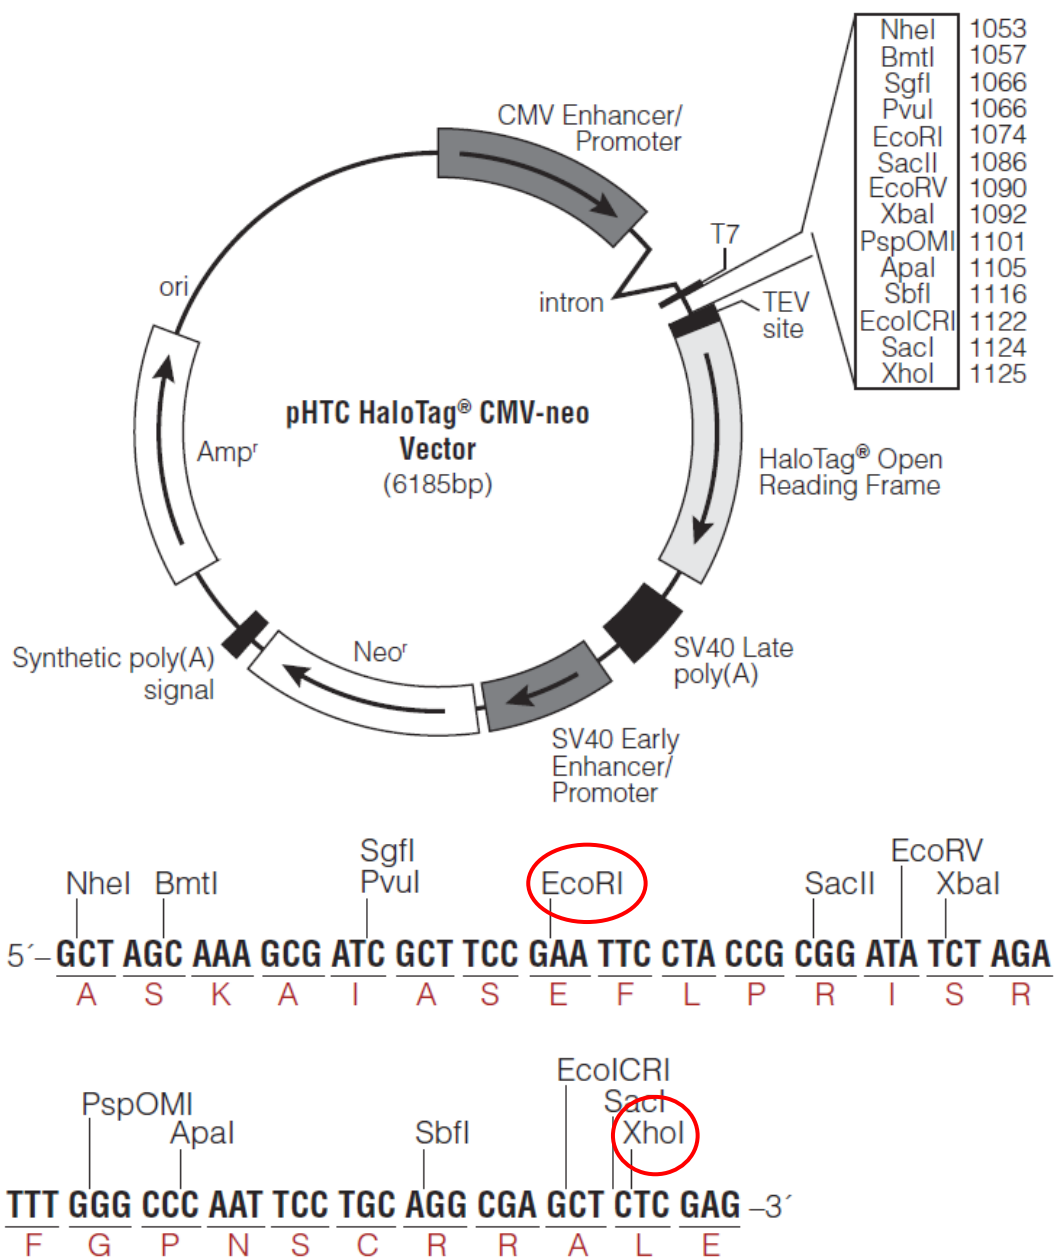 NheI 1053
BmtI 1057
SgfI 1066
PvuI 1066
EcoRI 1074
SacII 1086
EcoRV 1090
XbaI 1092
PspOMI 1101
ApaI 1105
SbfI 1116
EcoICRI 1122
SacI 1124
XhoI 1125
CMV Enhancer/
Promoter
T7
ori
intron
TEV
site
pHTC HaloTag® CMV-neo
Vector
(6185bp)
Ampʳ
HaloTag® Open
Reading Frame
Synthetic poly(A)
signal
Neoʳ
SV40 Late
poly(A)
SV40 Early
Enhancer/
Promoter
SgfI
EcoRV
NheI BmtI PvuI EcoRI SacII XbaI
5´–GCT AGC AAA GCG ATC GCT TCC GAA TTC CTA CCG CGG ATA TCT AGA
A S K A I A S E F L P R I S R
EcoICRI
PspOMI SacI
ApaI SbfI XhoI
TTT GGG CCC AAT TCC TGC AGG CGA GCT CTC GAG –3´
F G P N S C R R A L E